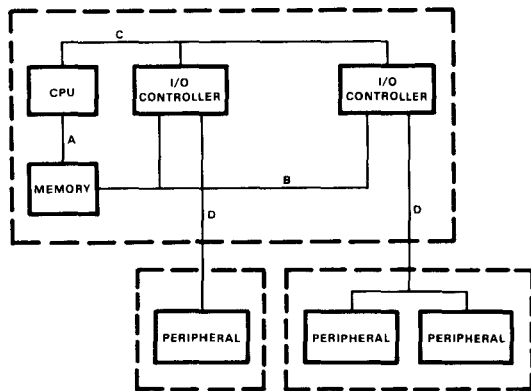 C
CPU
I/O
CONTROLLER
I/O
CONTROLLER
A
MEMORY
B
D
D
PERIPHERAL
PERIPHERAL
PERIPHERAL